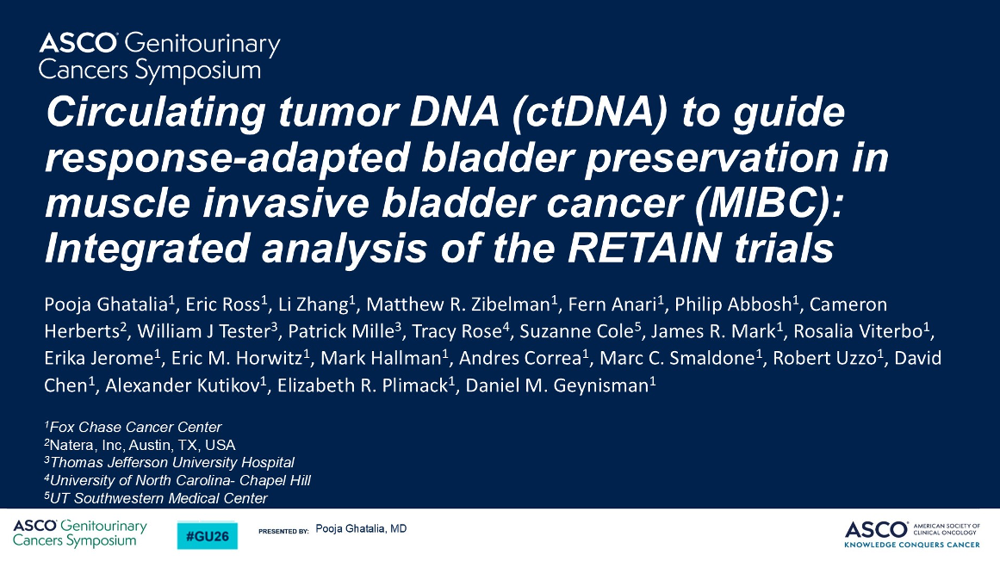 ASCO® Genitourinary
Cancers Symposium
Circulating tumor DNA (ctDNA) to guide
response-adapted bladder preservation in
muscle invasive bladder cancer (MIBC):
Integrated analysis of the RETAIN trials
Pooja Ghatalia¹, Eric Ross¹, Li Zhang¹, Matthew R. Zibelman¹, Fern Anari¹, Philip Abbosh¹, Cameron
Herberts², William J Tester³, Patrick Mille³, Tracy Rose⁴, Suzanne Cole⁵, James R. Mark¹, Rosalia Viterbo¹,
Erika Jerome¹, Eric M. Horwitz¹, Mark Hallman¹, Andres Correa¹, Marc C. Smaldone¹, Robert Uzzo¹, David
Chen¹, Alexander Kutikov¹, Elizabeth R. Plimack¹, Daniel M. Geynisman¹
¹Fox Chase Cancer Center
²Natera, Inc, Austin, TX, USA
³Thomas Jefferson University Hospital
⁴University of North Carolina- Chapel Hill
⁵UT Southwestern Medical Center
ASCO® Genitourinary
Cancers Symposium
#GU26
PRESENTED BY: Pooja Ghatalia, MD
ASCO® AMERICAN SOCIETY OF
CLINICAL ONCOLOGY
KNOWLEDGE CONQUERS CANCER